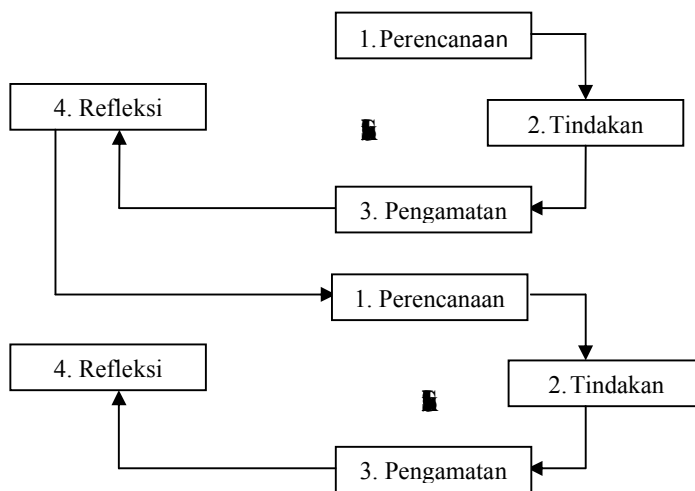 1. Perencanaan
4. Refleksi
2. Tindakan
3. Pengamatan
1. Perencanaan
4. Refleksi
2. Tindakan
3. Pengamatan